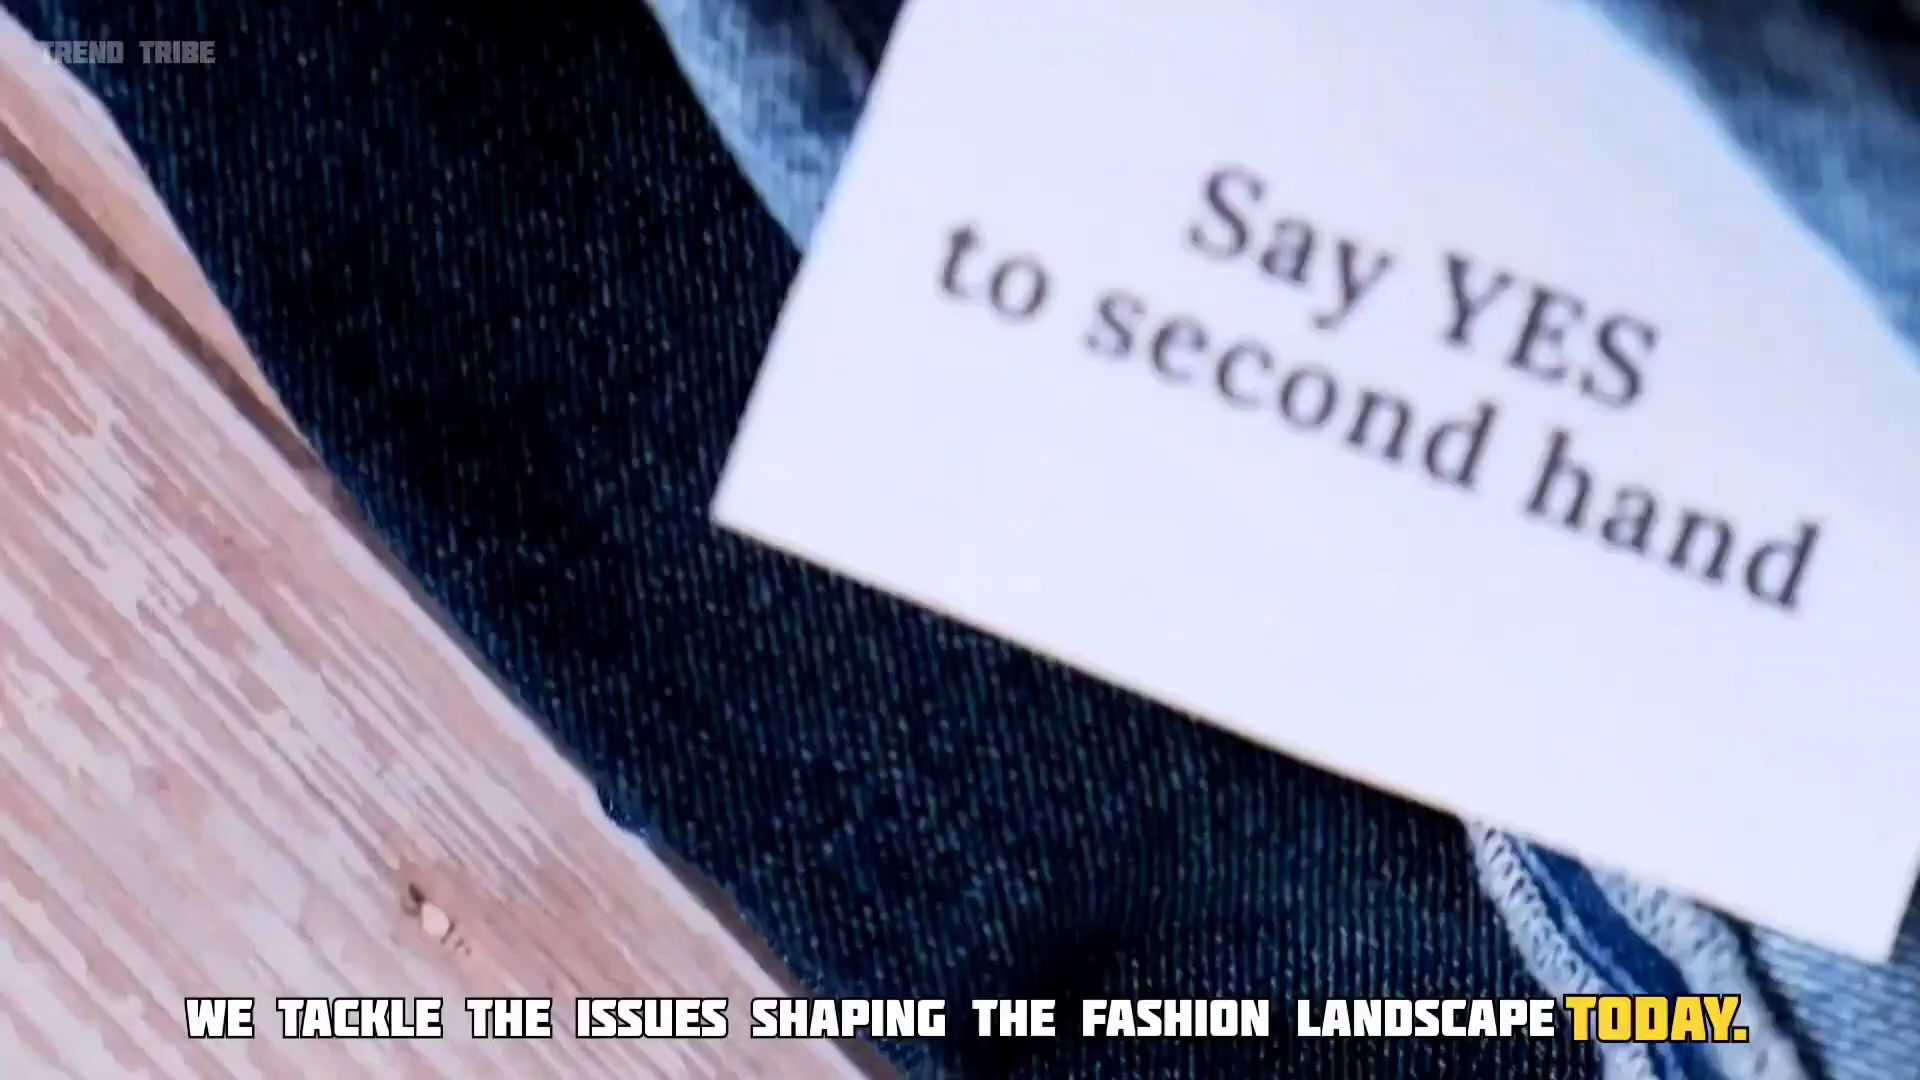 TREND TRIBE
Say YES
to second hand
WE TACKLE THE ISSUES SHAPING THE FASHION LANDSCAPE TODAY.